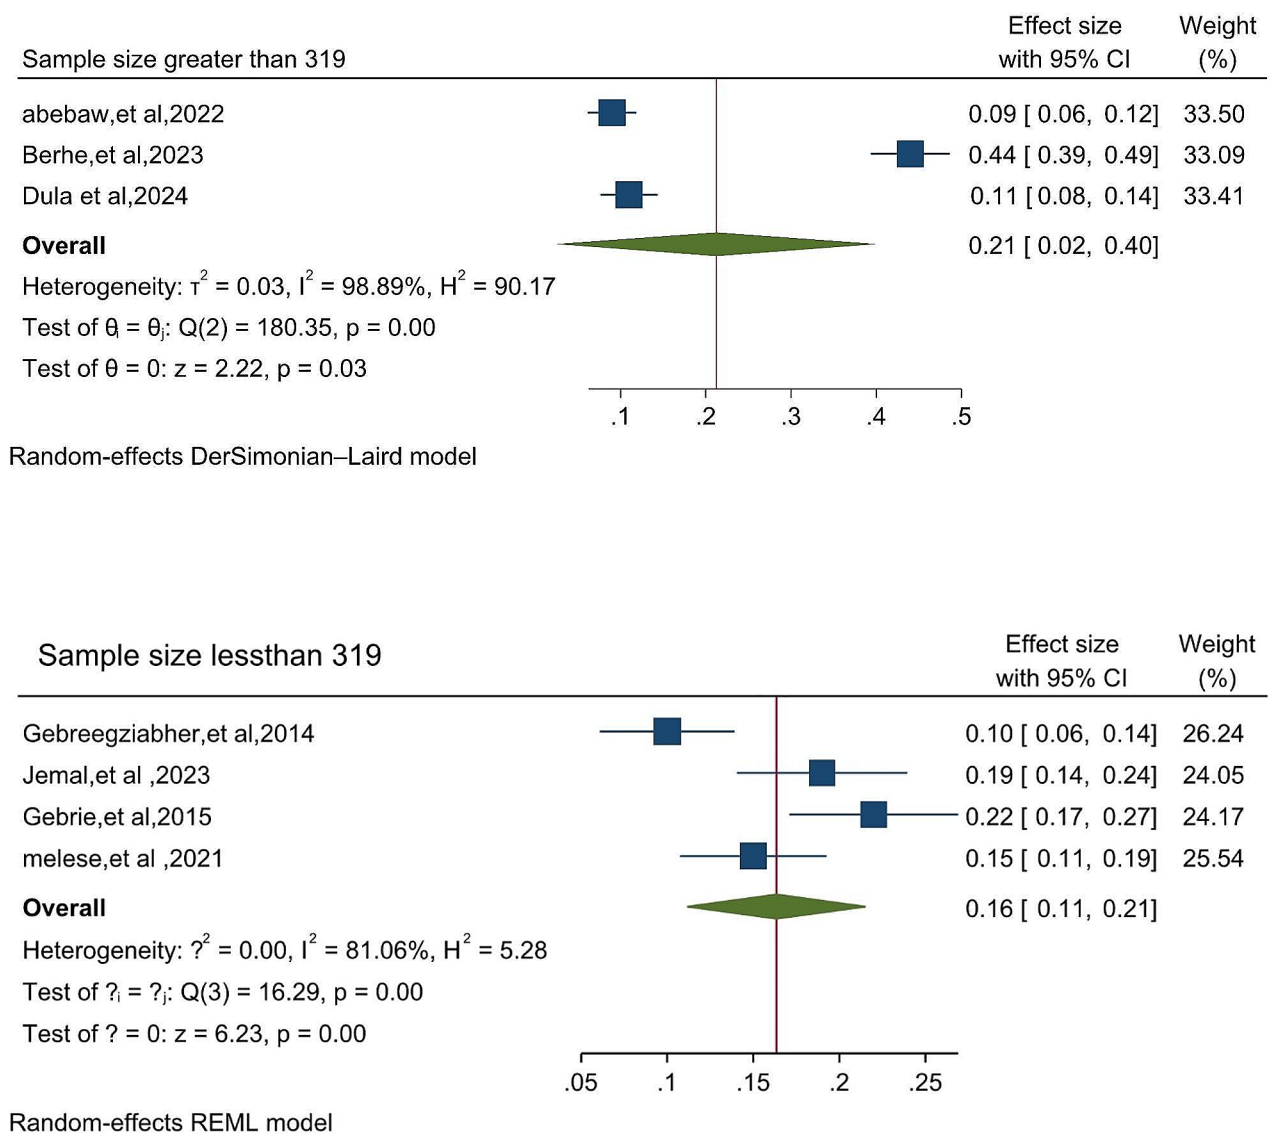 Sample size greater than 319 Effect size with 95% CI Weight (%)
abebaw,et al,2022 0.09 [ 0.06, 0.12] 33.50
Berhe,et al,2023 0.44 [ 0.39, 0.49] 33.09
Dula et al,2024 0.11 [ 0.08, 0.14] 33.41
Overall 0.21 [ 0.02, 0.40]
Heterogeneity: τ² = 0.03, I² = 98.89%, H² = 90.17
Test of θᵢ = θⱼ: Q(2) = 180.35, p = 0.00
Test of θ = 0: z = 2.22, p = 0.03
.1 .2 .3 .4 .5
Random-effects DerSimonian–Laird model
Sample size lessthan 319 Effect size with 95% CI Weight (%)
Gebreegziabher,et al,2014 0.10 [ 0.06, 0.14] 26.24
Jemal,et al ,2023 0.19 [ 0.14, 0.24] 24.05
Gebrie,et al,2015 0.22 [ 0.17, 0.27] 24.17
melese,et al ,2021 0.15 [ 0.11, 0.19] 25.54
Overall 0.16 [ 0.11, 0.21]
Heterogeneity: ?² = 0.00, I² = 81.06%, H² = 5.28
Test of ?ᵢ = ?ⱼ: Q(3) = 16.29, p = 0.00
Test of ? = 0: z = 6.23, p = 0.00
.05 .1 .15 .2 .25
Random-effects REML model